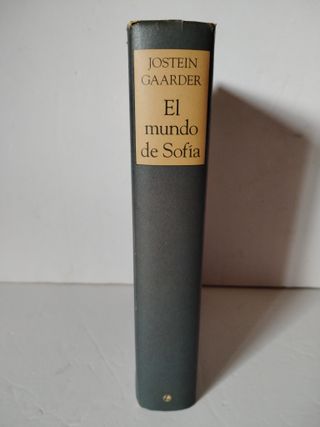 JOSTEIN
GAARDER
El
mundo
de Sofía